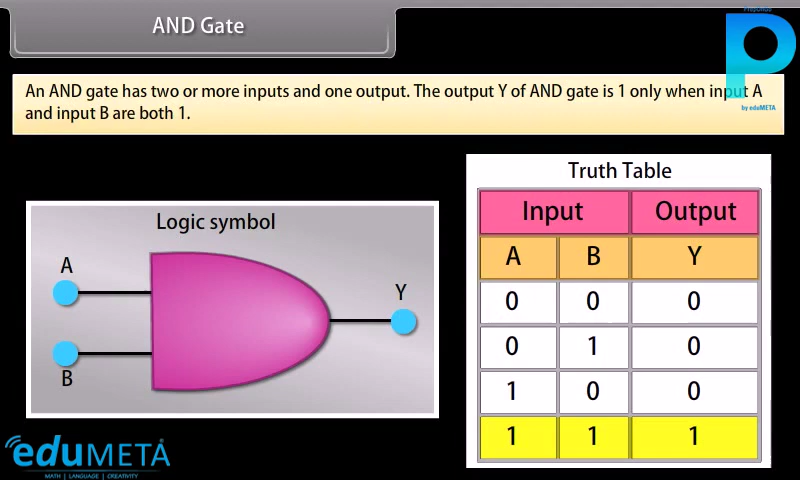 AND Gate
An AND gate has two or more inputs and one output. The output Y of AND gate is 1 only when input A
and input B are both 1.
by eduMETA
Logic symbol
A
B
Y
Truth Table
Input Output
A B Y
0 0 0
0 1 0
1 0 0
1 1 1
eduMETA
MATH | LANGUAGE | CREATIVITY